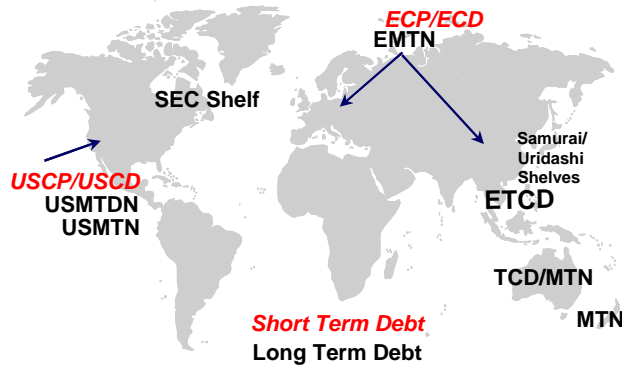 ECP/ECD
EMTN
SEC Shelf
Samurai/
Uridashi
Shelves
USCP/USCD
USMTDN
USMTN
ETCD
TCD/MTN
MTN
Short Term Debt
Long Term Debt